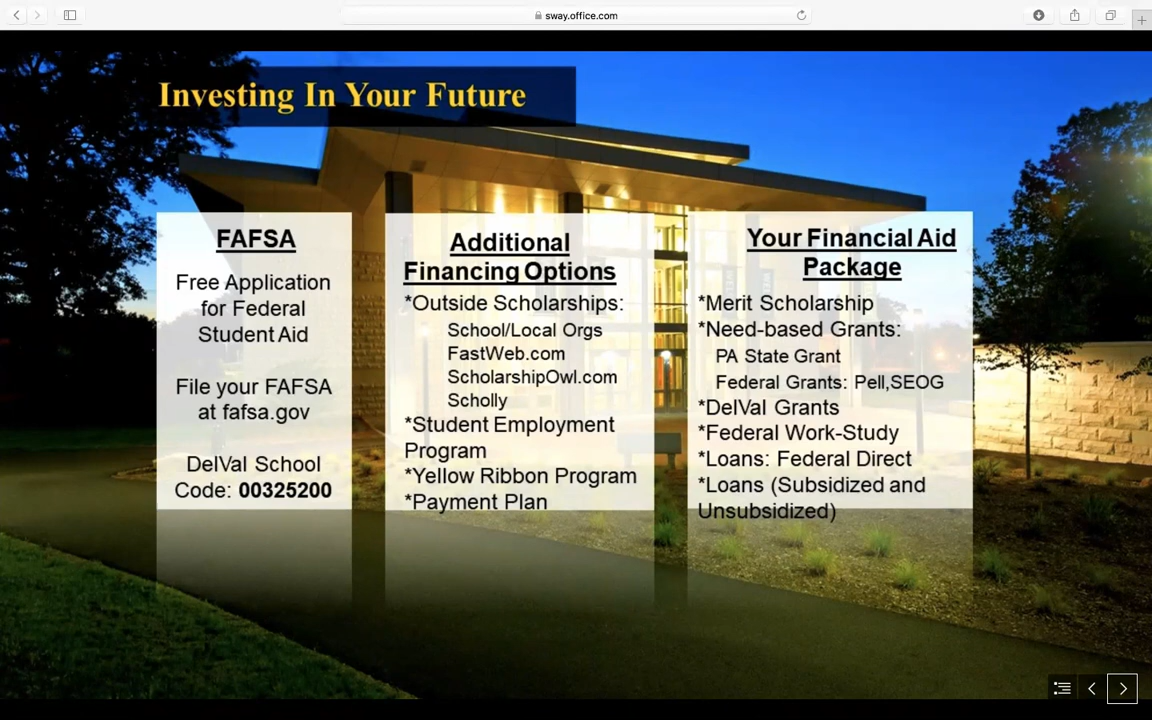 sway.office.com
Investing In Your Future
FAFSA
Free Application
for Federal
Student Aid
File your FAFSA
at fafsa.gov
DelVal School
Code: 00325200
Additional
Financing Options
*Outside Scholarships:
School/Local Orgs
FastWeb.com
ScholarshipOwl.com
Scholly
*Student Employment
Program
*Yellow Ribbon Program
*Payment Plan
Your Financial Aid
Package
*Merit Scholarship
*Need-based Grants:
PA State Grant
Federal Grants: Pell,SEOG
*DelVal Grants
*Federal Work-Study
*Loans: Federal Direct
*Loans (Subsidized and
Unsubsidized)